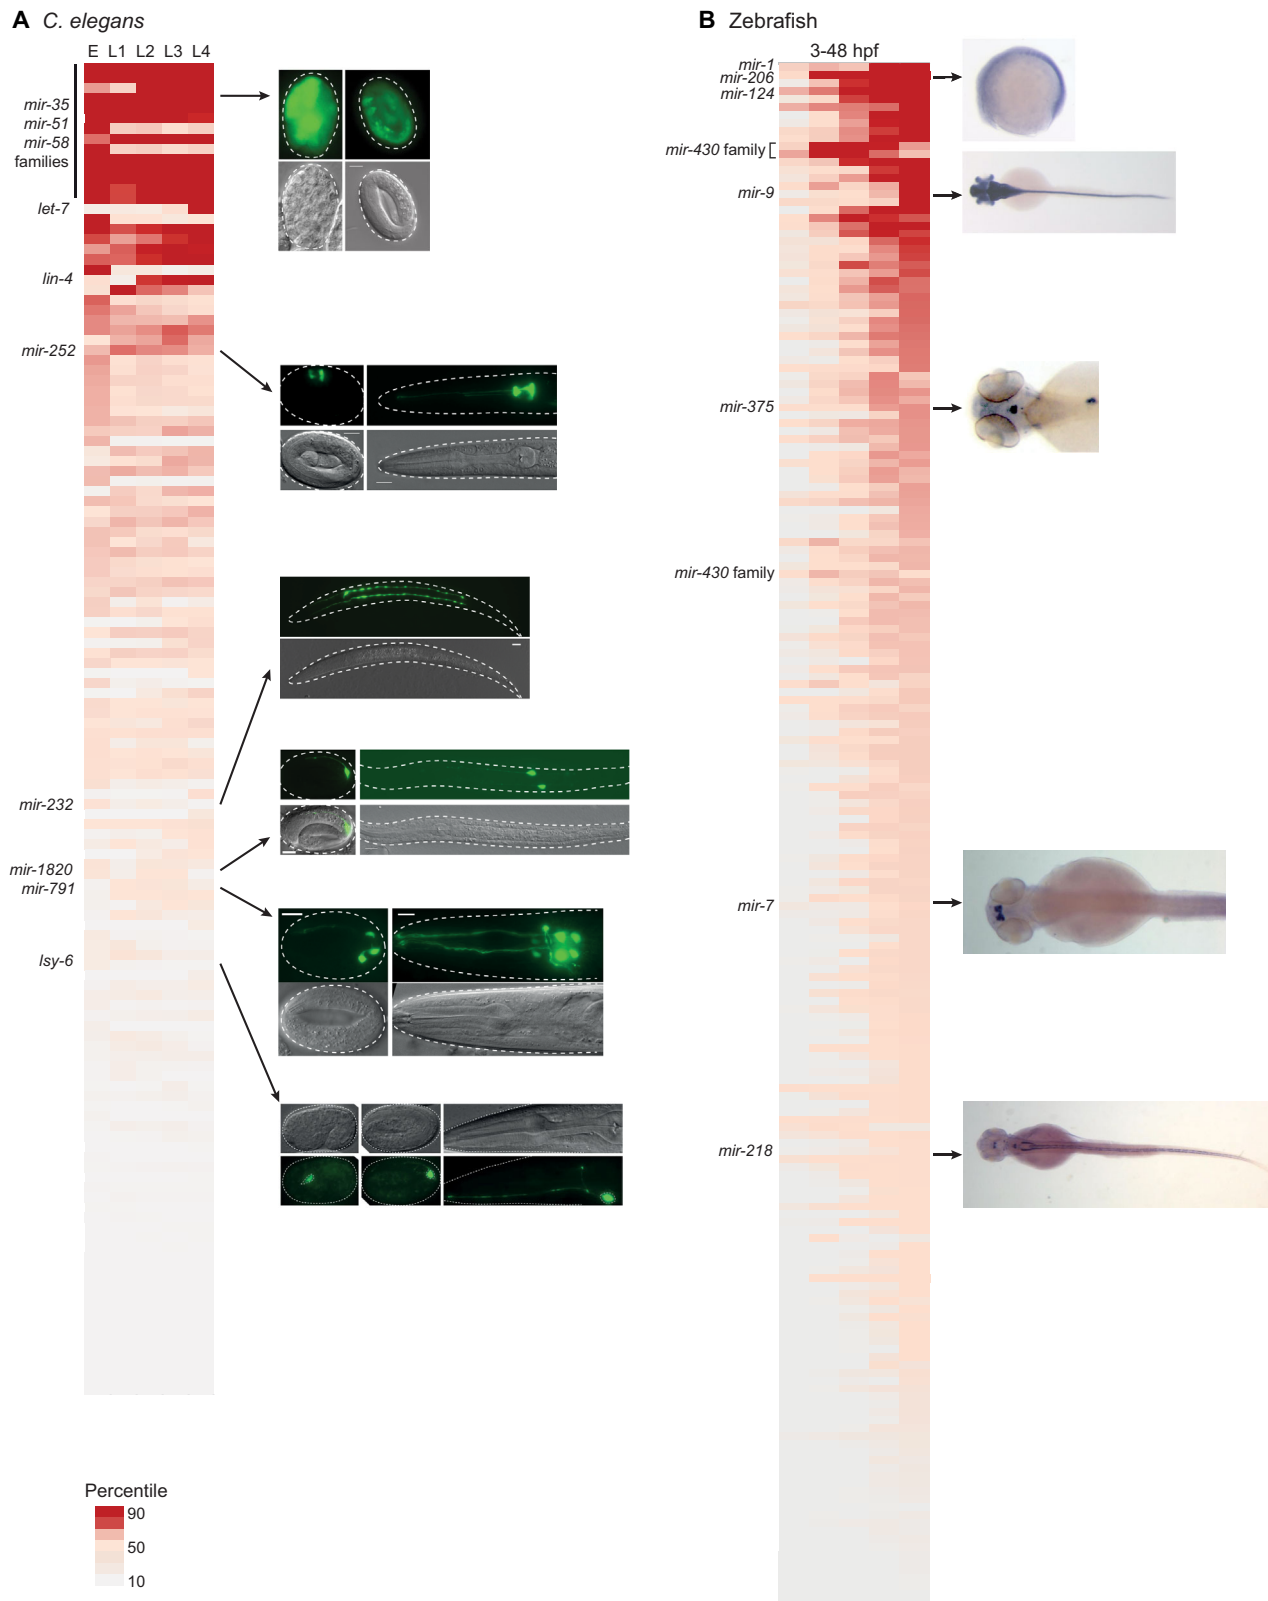 A C. elegans
E L1 L2 L3 L4
mir-35
mir-51
mir-58
families
let-7
lin-4
mir-252
mir-232
mir-1820
mir-791
lsy-6
Percentile
90
50
10
B Zebrafish
3-48 hpf
mir-1
mir-206
mir-124
mir-430 family
mir-9
mir-375
mir-430 family
mir-7
mir-218